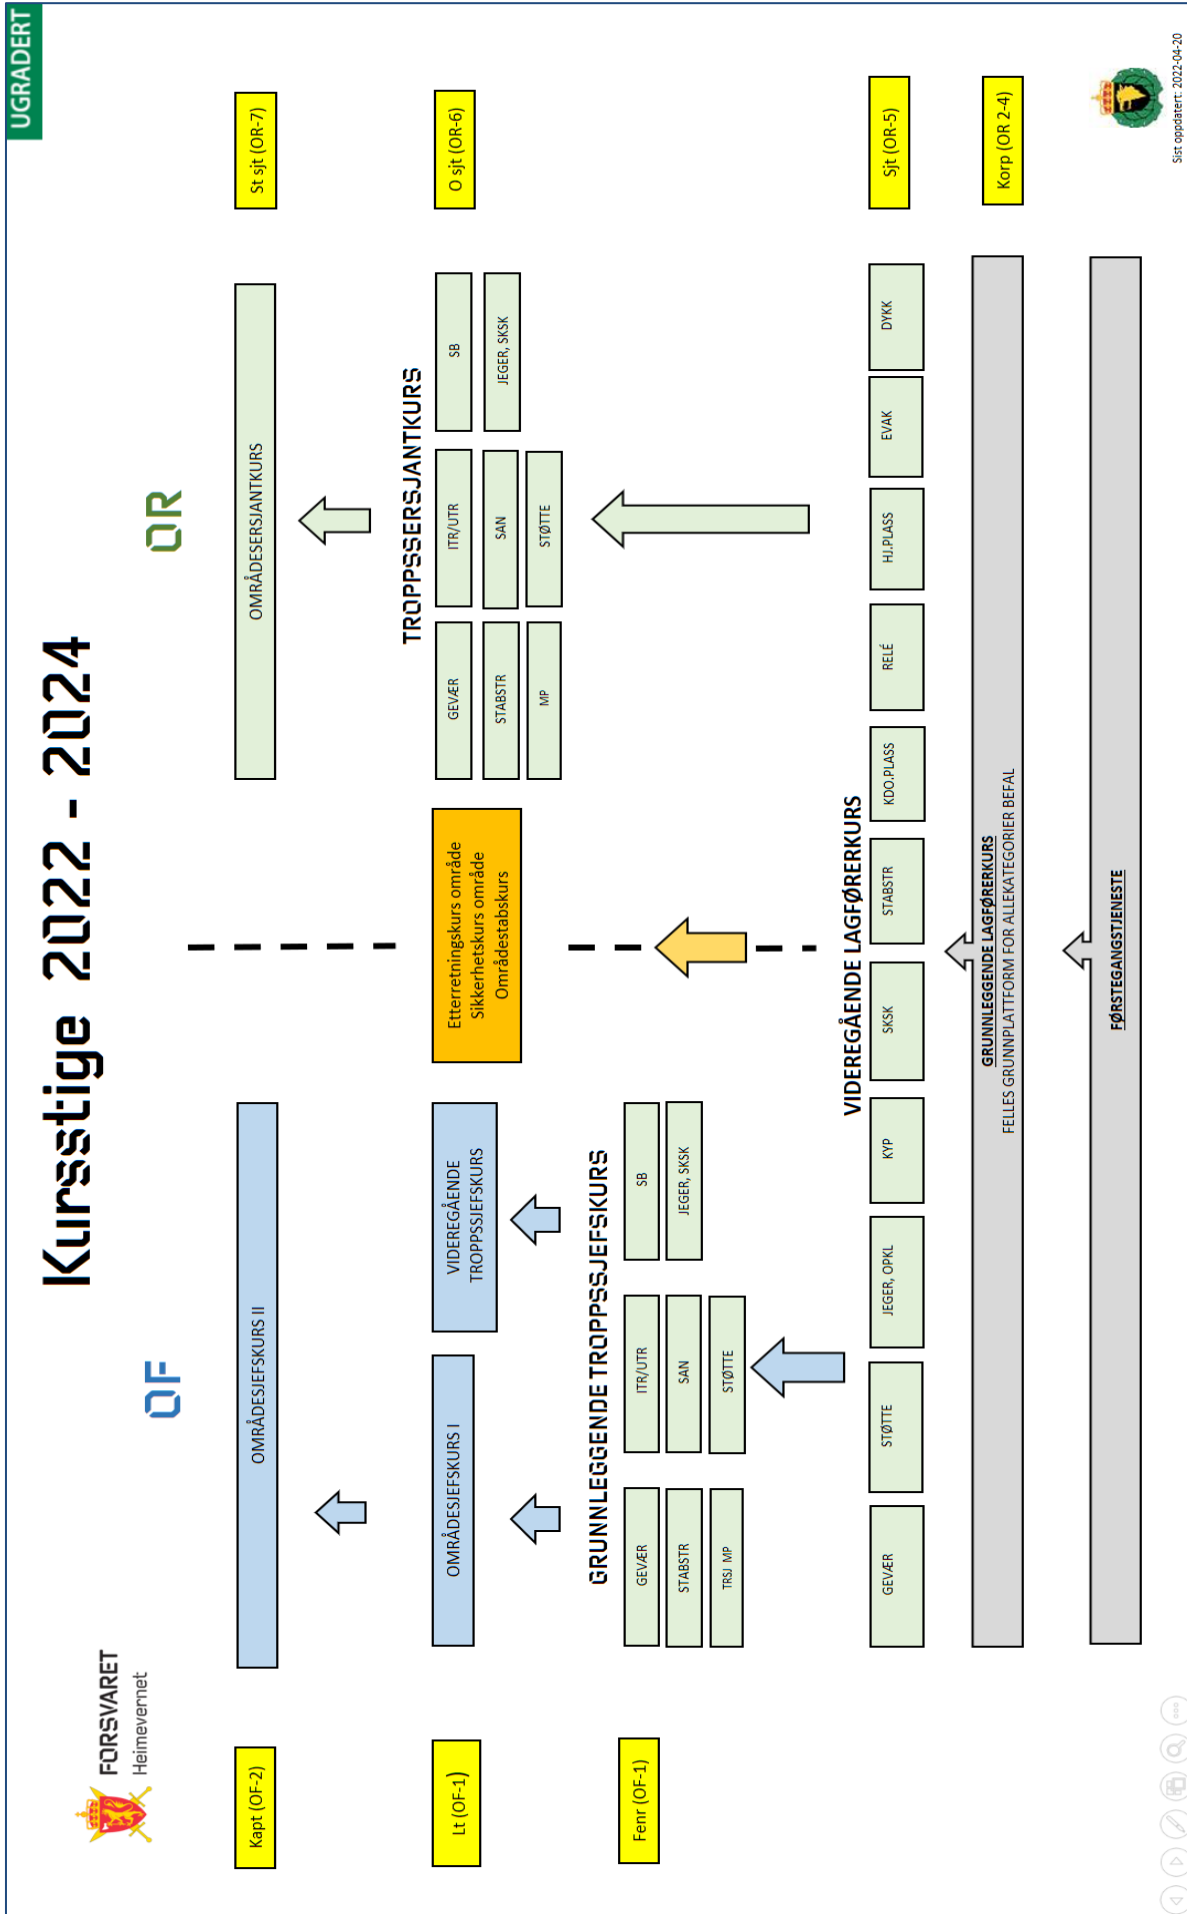 UGRADERT
FORSVARET
Heimevernet
Kursstige 2022 - 2024
OF
OR
Kapt (OF-2)
OMRÅDESJEFSKURS II
OMRÅDESERSJANTKURS
St sjt (OR-7)
TROPPSSERSJANTKURS
Lt (OF-1)
OMRÅDESJEFSKURS I
VIDEREGÅENDE
TROPPSSJEFSKURS
Etterretningskurs område
Sikkerhetskurs område
Områdestabskurs
GEVÆR
ITR/UTR
SB
O sjt (OR-6)
STABSTR
SAN
JEGER, SKSK
MP
STØTTE
GRUNNLEGGENDE TROPPSSJEFSKURS
Fenr (OF-1)
GEVÆR
ITR/UTR
SB
STABSTR
SAN
JEGER, SKSK
TRSJ MP
STØTTE
VIDEREGÅENDE LAGFØRERKURS
GEVÆR
STØTTE
JEGER, OPKL
KYP
SKSK
STABSTR
KDO.PLASS
RELÉ
HJ.PLASS
EVAK
DYKK
Sjt (OR-5)
GRUNNLEGGENDE LAGFØRERKURS
FELLES GRUNNPLATTFORM FOR ALLEKATEGORIER BEFAL
Korp (OR 2-4)
FØRSTEGANGSTJENESTE
Sist oppdatert: 2022-04-20